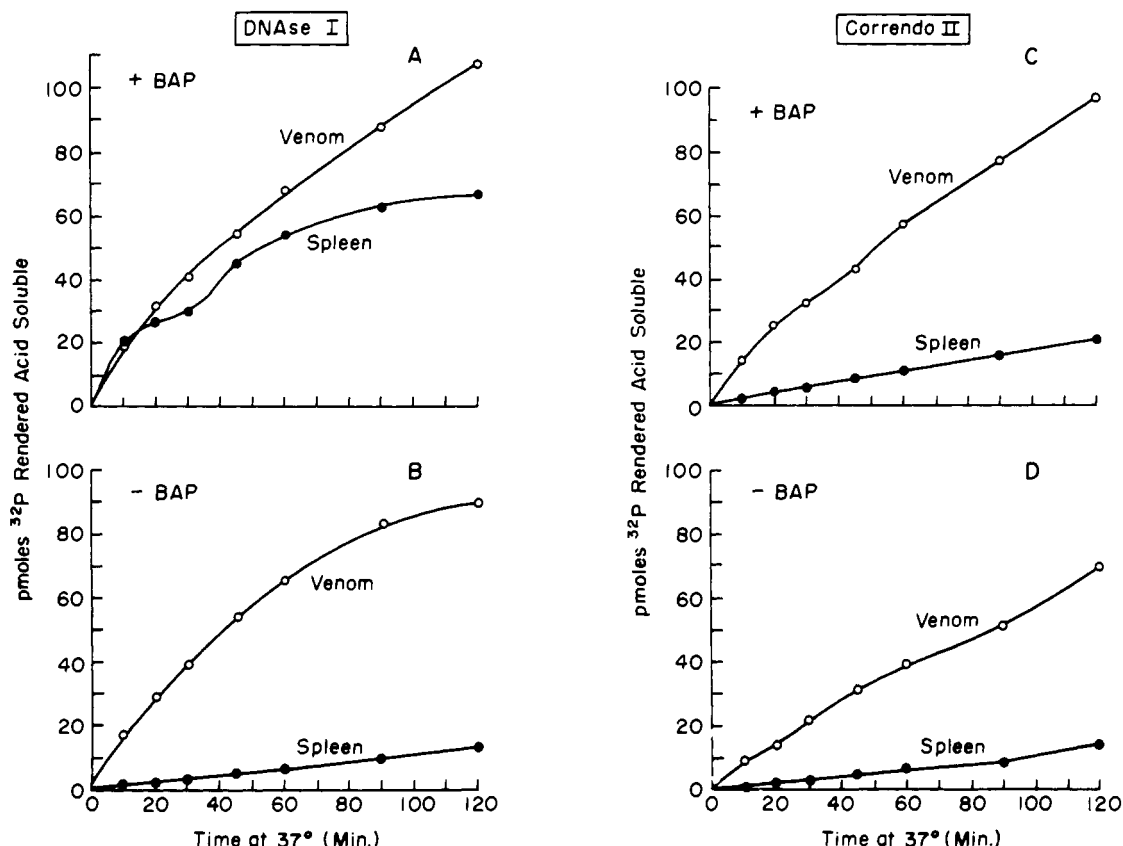 DNAse I
A
+ BAP
Venom
Spleen
100
80
60
40
20
0
B
- BAP
Venom
Spleen
100
80
60
40
20
0
0 20 40 60 80 100 120
Time at 37° (Min.)
pmoles ³²P Rendered Acid Soluble
Correndo II
C
+ BAP
Venom
Spleen
100
80
60
40
20
0
D
- BAP
Venom
Spleen
100
80
60
40
20
0
0 20 40 60 80 100 120
Time at 37° (Min.)
pmoles ³²P Rendered Acid Soluble